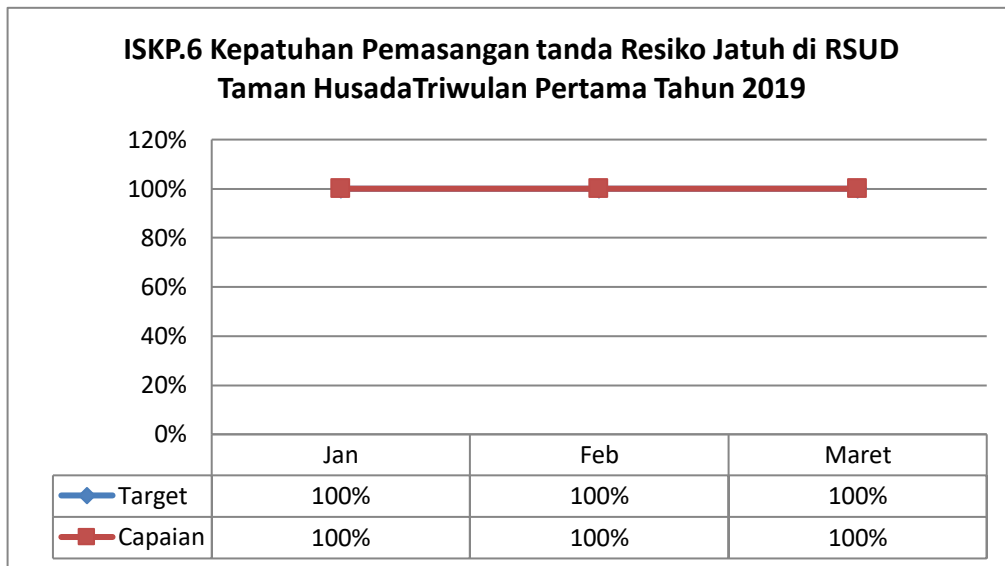 ISKP.6 Kepatuhan Pemasangan tanda Resiko Jatuh di RSUD
Taman HusadaTriwulan Pertama Tahun 2019
120%
100%
80%
60%
40%
20%
0%
Jan Feb Maret
Target 100% 100% 100%
Capaian 100% 100% 100%